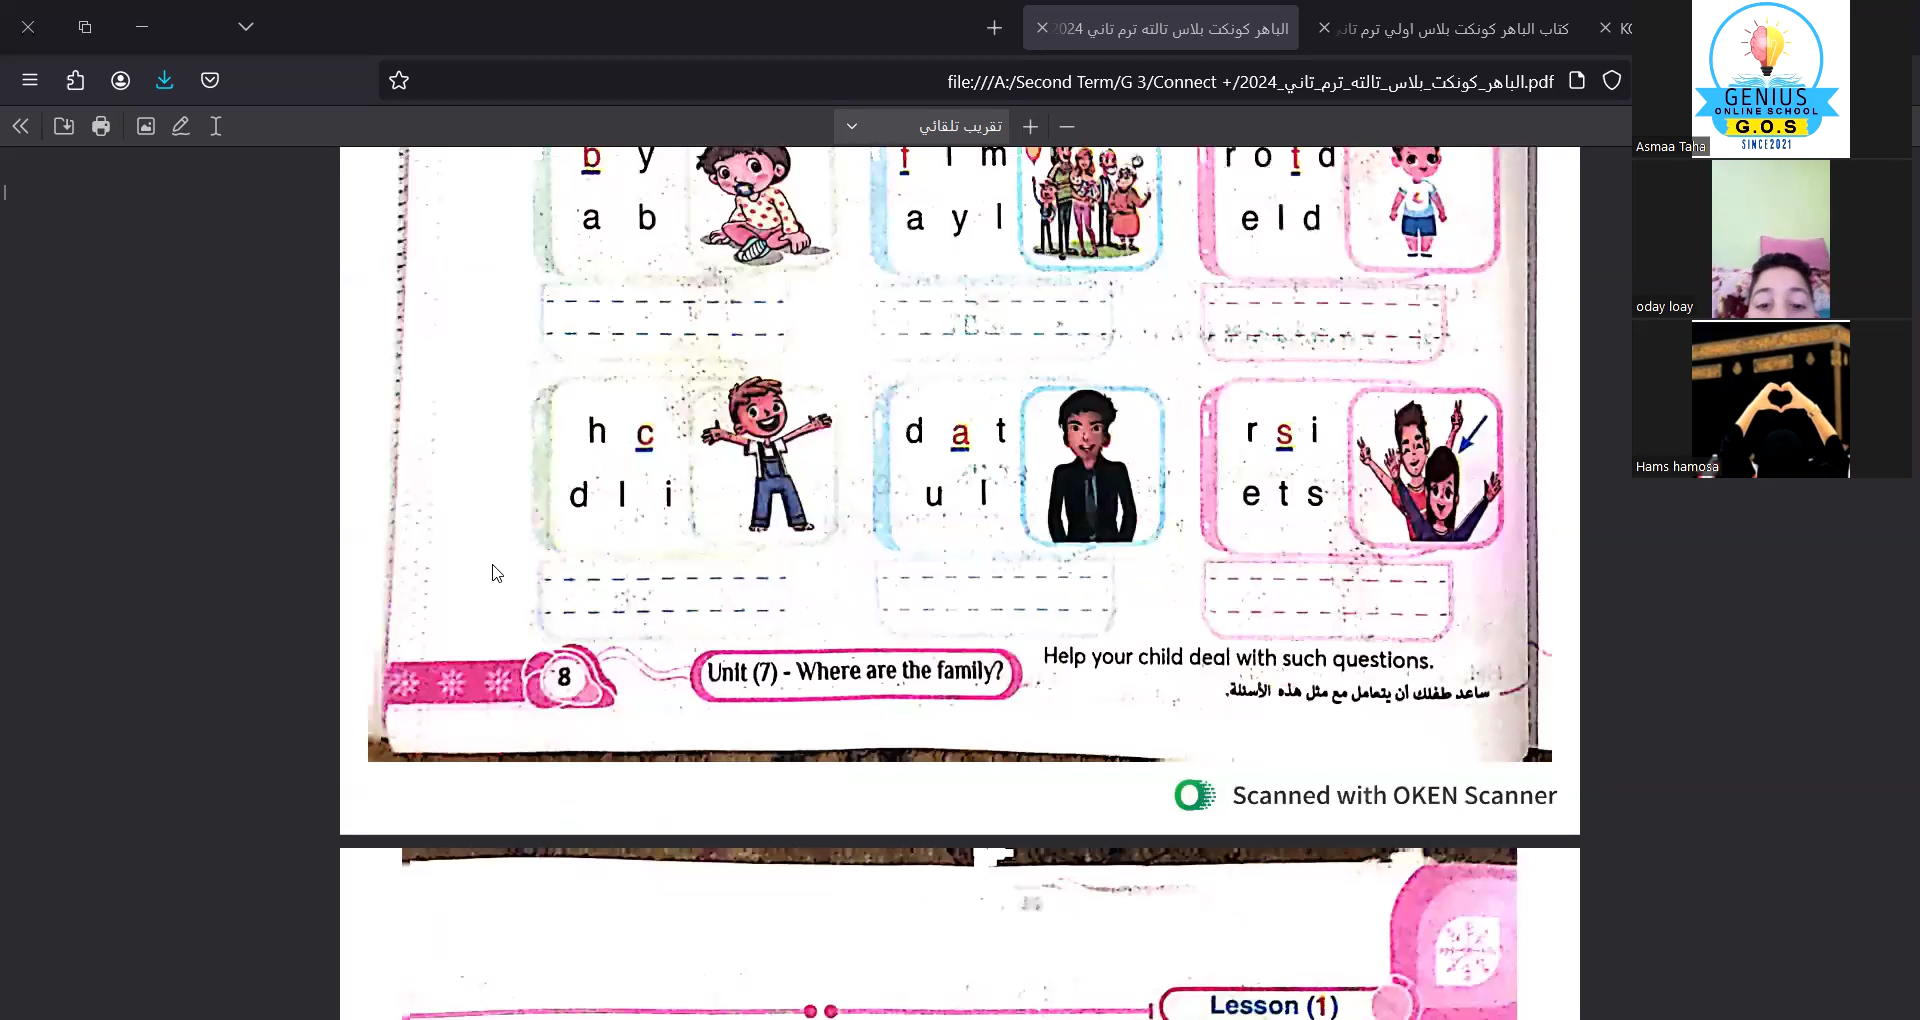 الباهر كونكت بلاس تالته ترم تاني 2024
كتاب الباهر كونكت بلاس اولي ترم تاني
file:///A:/Second Term/G 3/Connect +/2024_الباهر_كونكت_بلاس_تالته_ترم_تاني.pdf
تقريب تلقائي
GENIUS
ONLINE SCHOOL
G.O.S
SINCE2021
Asmaa Taha
oday loay
Hams hamosa
b y
a b
f i m
a y l
r o t d
e l d
h c
d l i
d a t
u l
r s i
e t s
8
Unit (7) - Where are the family?
Help your child deal with such questions.
ساعد طفلك أن يتعامل مع مثل هذه الأسئلة.
Scanned with OKEN Scanner
Lesson (1)